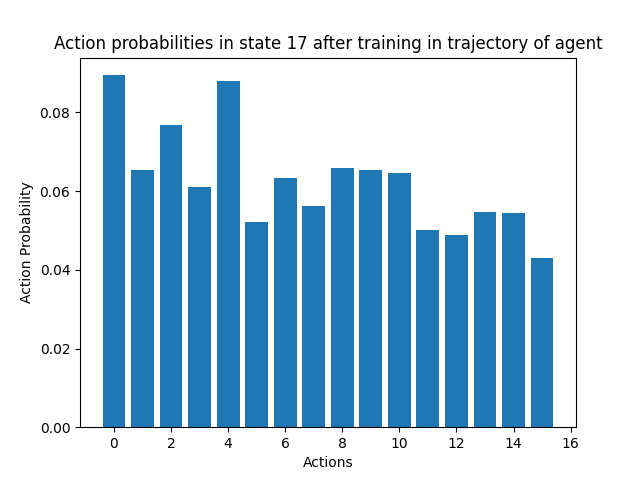 Action probabilities in state 17 after training in trajectory of agent
Action Probability
0.08
0.06
0.04
0.02
0.00
0 2 4 6 8 10 12 14 16
Actions